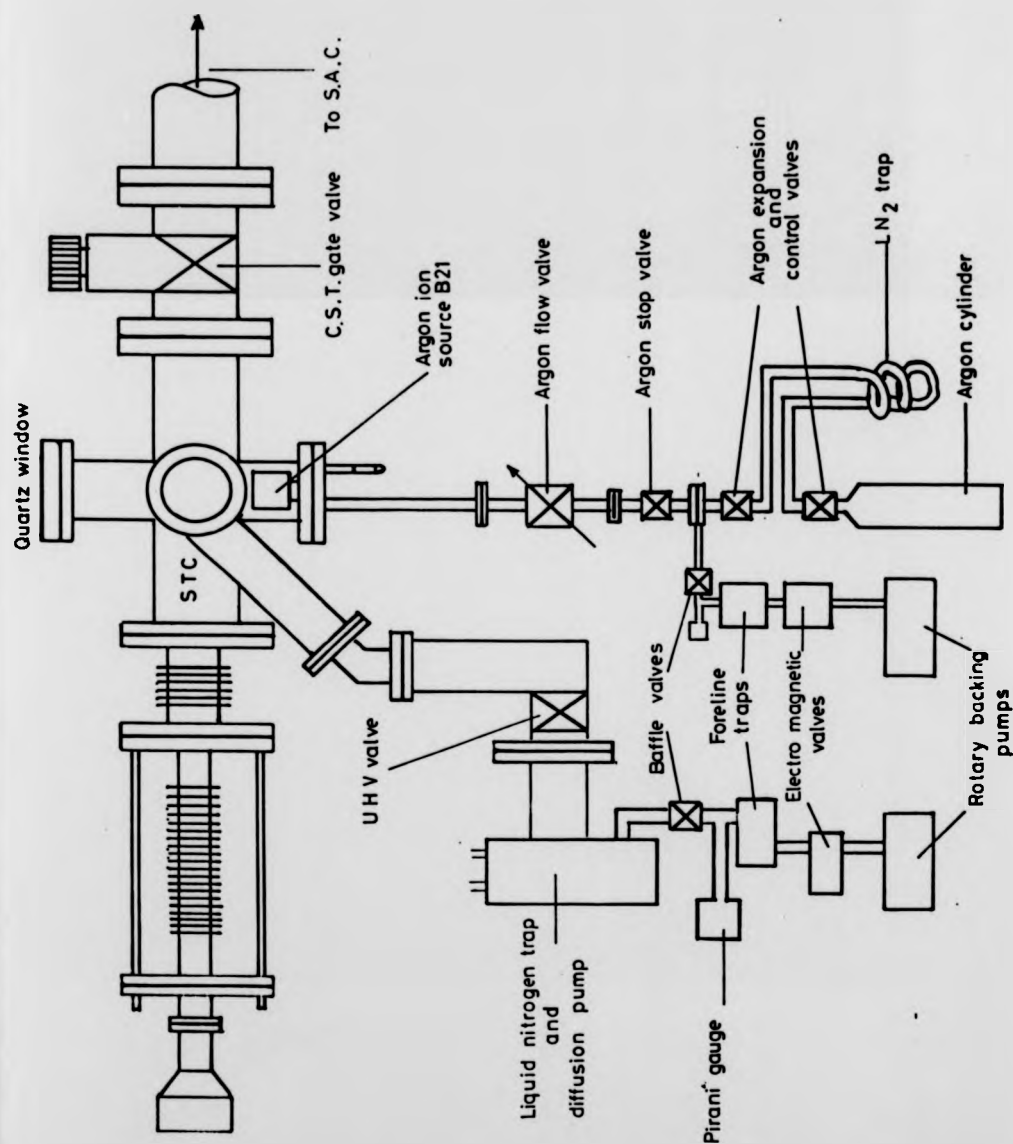 Quartz window
To S.A.C.
C.S.T. gate valve
Argon ion
source B21
STC
Argon flow valve
Argon stop valve
Argon expansion
and
control valves
LN2 trap
Argon cylinder
UHV valve
Baffle valves
Foreline
traps
Electro magnetic
valves
Rotary backing
pumps
Liquid nitrogen trap
and
diffusion pump
Pirani gauge